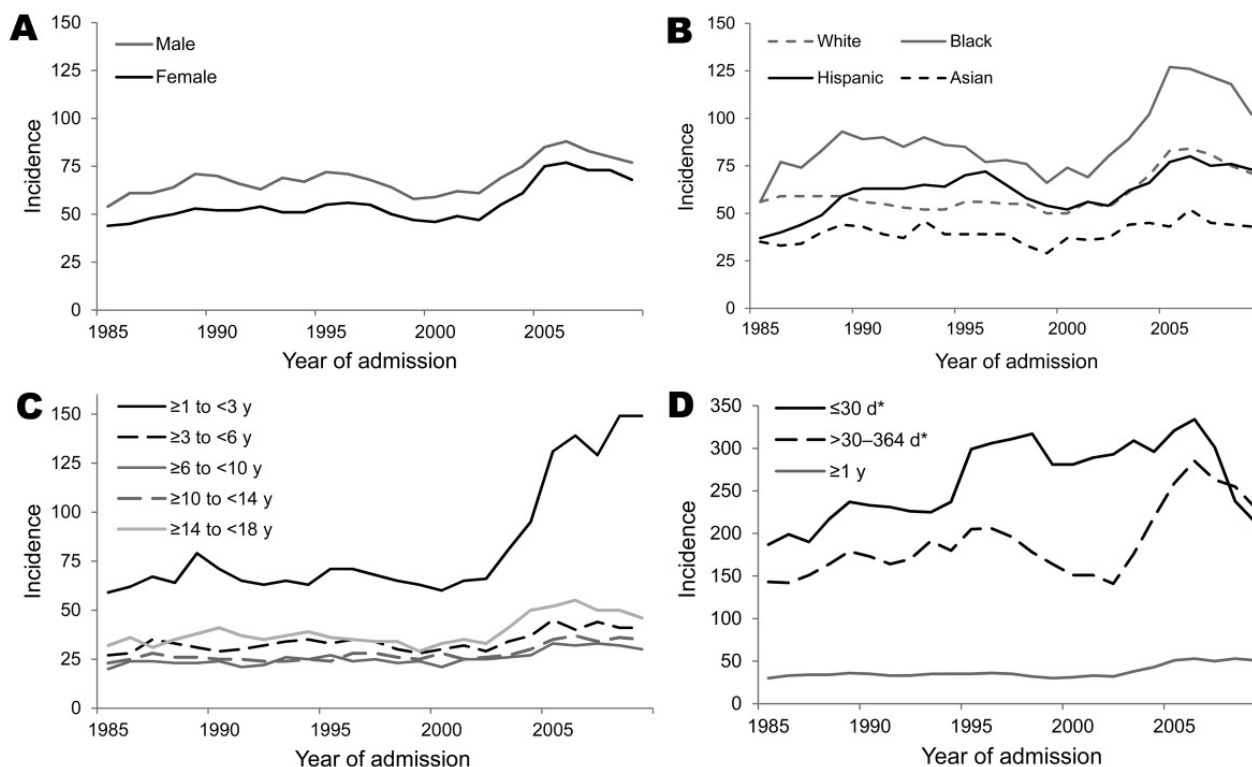 A
Male
Female
Incidence
150
125
100
75
50
25
0
1985 1990 1995 2000 2005
Year of admission
B
White Black
Hispanic Asian
Incidence
150
125
100
75
50
25
0
1985 1990 1995 2000 2005
Year of admission
C
≥1 to <3 y
≥3 to <6 y
≥6 to <10 y
≥10 to <14 y
≥14 to <18 y
Incidence
150
125
100
75
50
25
0
1985 1990 1995 2000 2005
Year of admission
D
≤30 d*
>30–364 d*
≥1 y
Incidence
350
300
250
200
150
100
50
0
1985 1990 1995 2000 2005
Year of admission